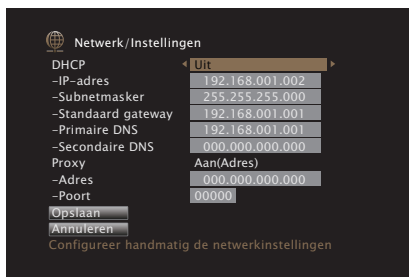 Netwerk/Instellingen
DHCP Uit
-IP-adres 192.168.001.002
-Subnetmasker 255.255.255.000
-Standaard gateway 192.168.001.001
-Primaire DNS 192.168.001.001
-Secondaire DNS 000.000.000.000
Proxy Aan(Adres)
-Adres 000.000.000.000
-Poort 00000
Opslaan
Annuleren
Configureer handmatig de netwerkinstellingen